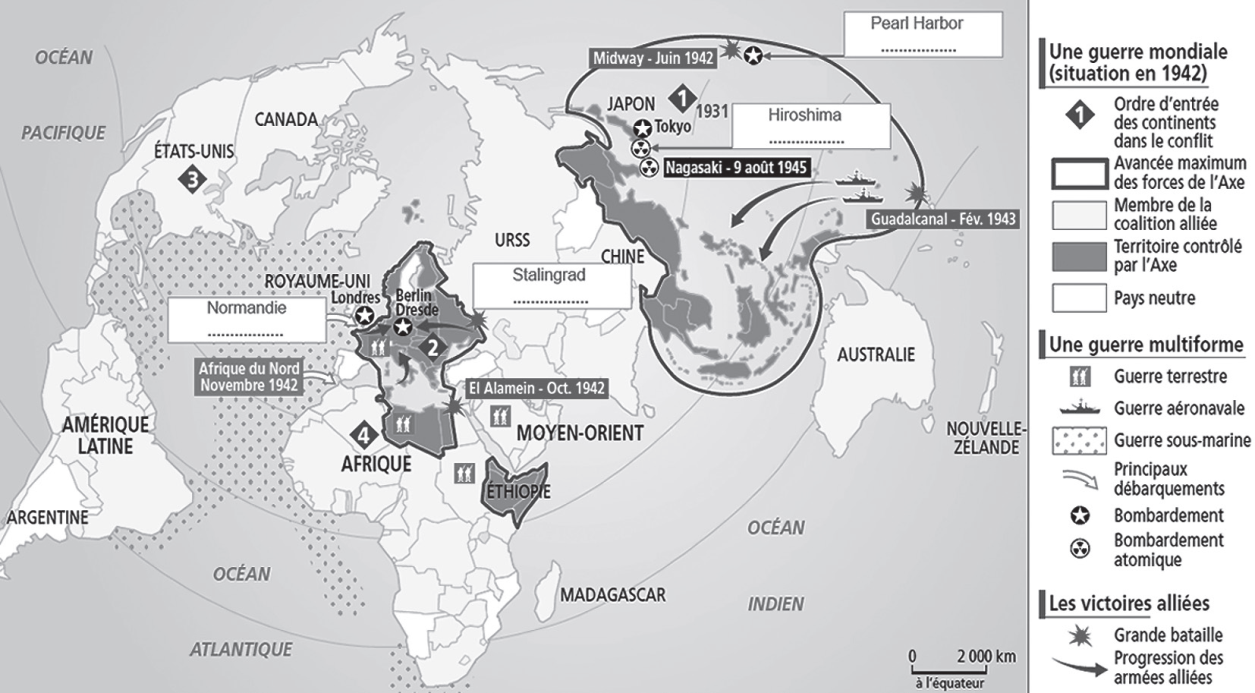 OCÉAN
PACIFIQUE
CANADA
ÉTATS-UNIS
3
Pearl Harbor
.................
Midway - Juin 1942
JAPON
1
1931
Tokyo
Hiroshima
.................
Nagasaki - 9 août 1945
Guadalcanal - Fév. 1943
URSS
CHINE
ROYAUME-UNI
Londres
Berlin
Dresde
Stalingrad
.................
Normandie
.................
2
Afrique du Nord
Novembre 1942
El Alamein - Oct. 1942
AUSTRALIE
MOYEN-ORIENT
4
AFRIQUE
AMÉRIQUE
LATINE
NOUVELLE-
ZÉLANDE
ÉTHIOPIE
ARGENTINE
OCÉAN
ATLANTIQUE
MADAGASCAR
OCÉAN
INDIEN
0 2 000 km
à l'équateur
Une guerre mondiale
(situation en 1942)
1
Ordre d'entrée
des continents
dans le conflit
Avancée maximum
des forces de l'Axe
Membre de la
coalition alliée
Territoire contrôlé
par l'Axe
Pays neutre
Une guerre multiforme
Guerre terrestre
Guerre aéronavale
Guerre sous-marine
Principaux
débarquements
Bombardement
Bombardement
atomique
Les victoires alliées
Grande bataille
Progression des
armées alliées